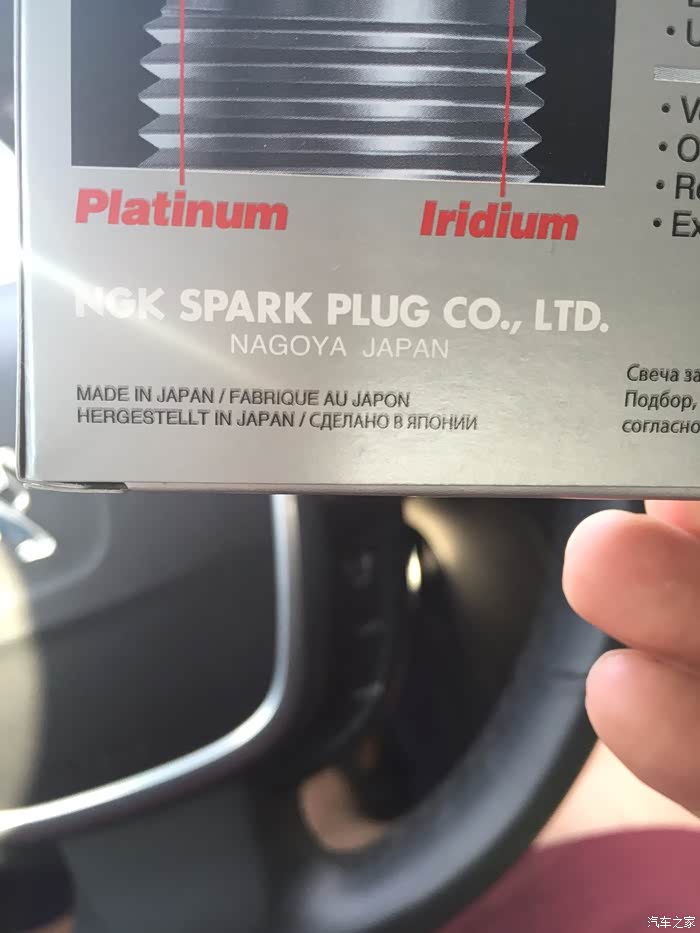 Platinum
Iridium
NGK SPARK PLUG CO., LTD.
NAGOYA JAPAN
MADE IN JAPAN / FABRIQUE AU JAPON
HERGESTELLT IN JAPAN / СДЕЛАНО В ЯПОНИИ
Свеча
Подбор,
согласно
汽车之家